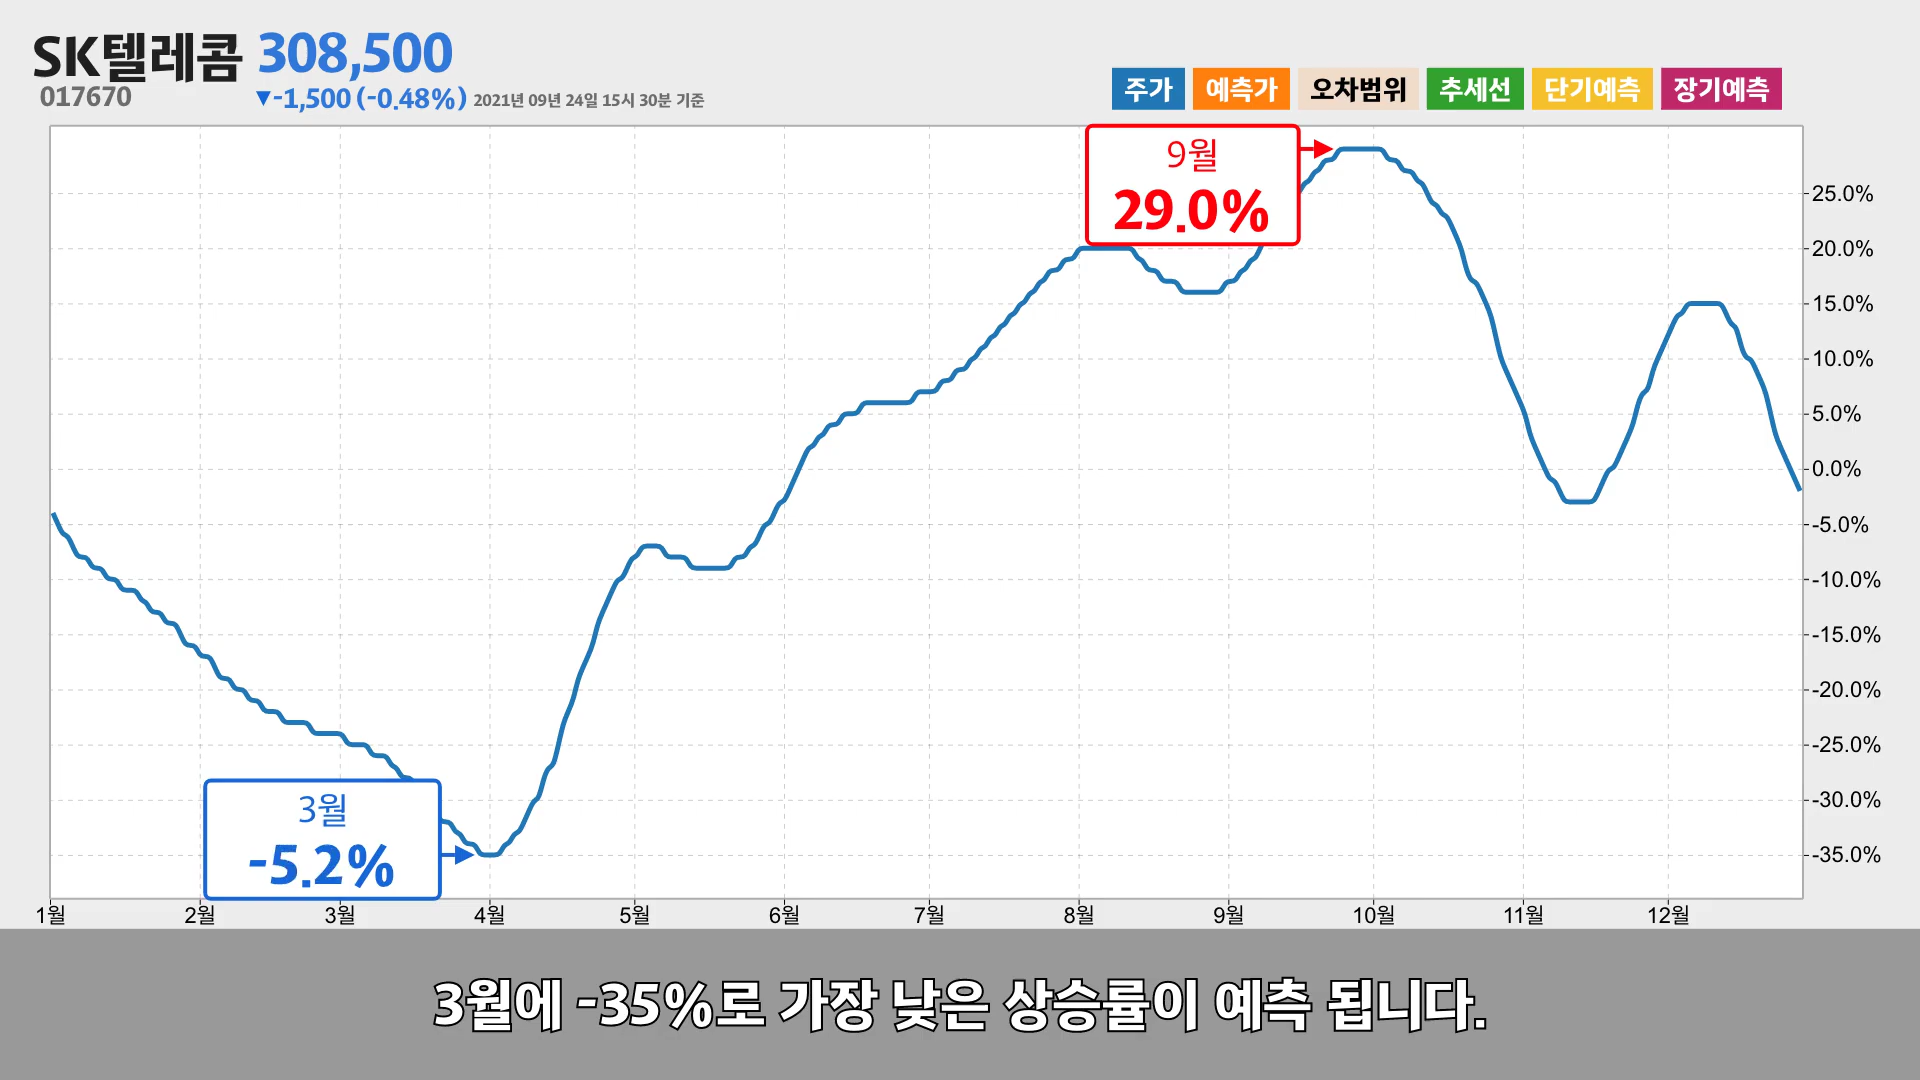 SK텔레콤 308,500
017670 ▼-1,500 (-0.48%) 2021년 09월 24일 15시 30분 기준
주가 예측가 오차범위 추세선 단기예측 장기예측
9월
29.0%
25.0%
20.0%
15.0%
10.0%
5.0%
0.0%
-5.0%
-10.0%
-15.0%
-20.0%
-25.0%
-30.0%
-35.0%
3월
-5.2%
1월 2월 3월 4월 5월 6월 7월 8월 9월 10월 11월 12월
3월에 -35%로 가장 낮은 상승률이 예측 됩니다.